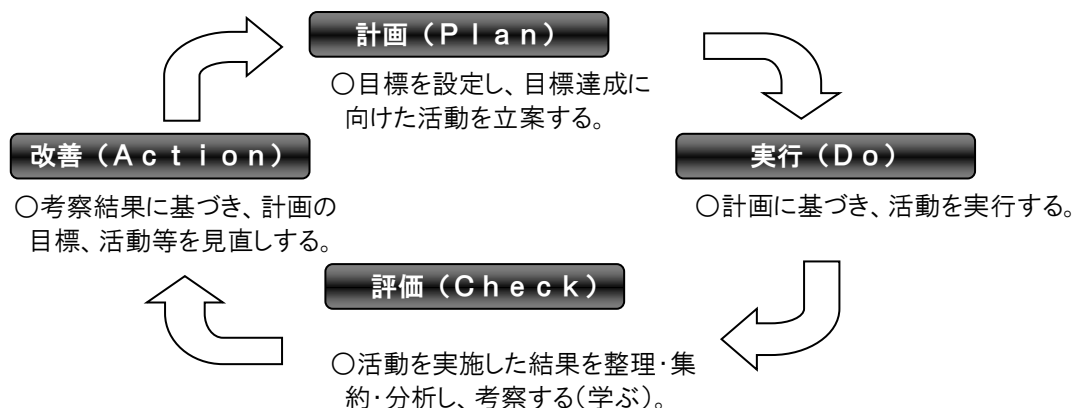 計画（Ｐｌａｎ）
○目標を設定し、目標達成に
向けた活動を立案する。
改善（Ａｃｔｉｏｎ）
○考察結果に基づき、計画の
目標、活動等を見直しする。
実行（Ｄｏ）
○計画に基づき、活動を実行する。
評価（Ｃｈｅｃｋ）
○活動を実施した結果を整理・集
約・分析し、考察する（学ぶ）。